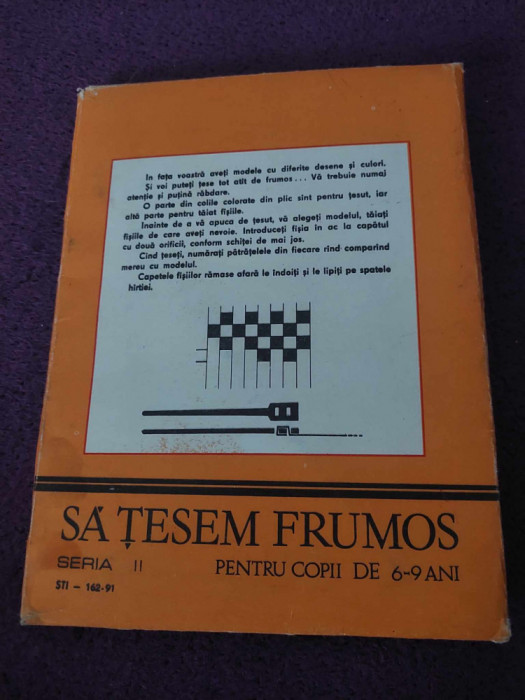 In fața voastră aveți modele cu diferite desene și culori.
Și voi puteți țese tot atît de frumos... Vă trebuie numai
atenție și puțină răbdare.
O parte din coliile colorate din plic sînt pentru țesut, iar
altă parte pentru tăiat fîșiile.
Inainte de a vă apuca de țesut, vă alegeți modelul, tăiați
fîșiile de care aveți nevoie. Introduceți fîșia în ac la capătul
cu două orificii, conform schiței de mai jos.
Cind țeseți, numărați pătrățelele din fiecare rînd comparînd
mereu cu modelul.
Capetele fîșiilor rămase afară le îndoiți și le lipiți pe spatele
hîrtiei.
SĂ ȚESEM FRUMOS
SERIA II PENTRU COPII DE 6-9 ANI
STI - 162-91